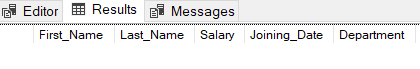 Editor Results Messages
First_Name Last_Name Salary Joining_Date Department